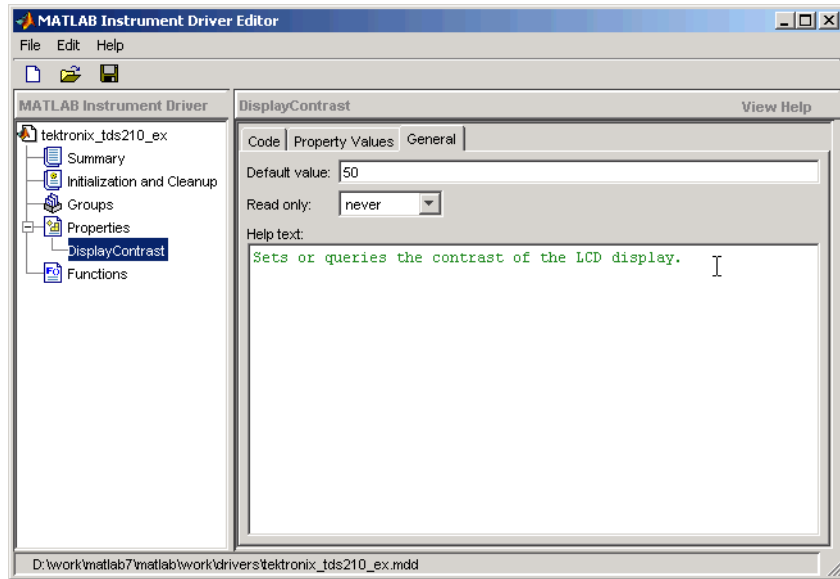 MATLAB Instrument Driver Editor
File Edit Help
MATLAB Instrument Driver
DisplayContrast View Help
tektronix_tds210_ex
Summary
Initialization and Cleanup
Groups
Properties
DisplayContrast
Functions
Code Property Values General
Default value: 50
Read only: never
Help text:
Sets or queries the contrast of the LCD display.
D:\work\matlab7\matlab\work\drivers\tektronix_tds210_ex.mdd